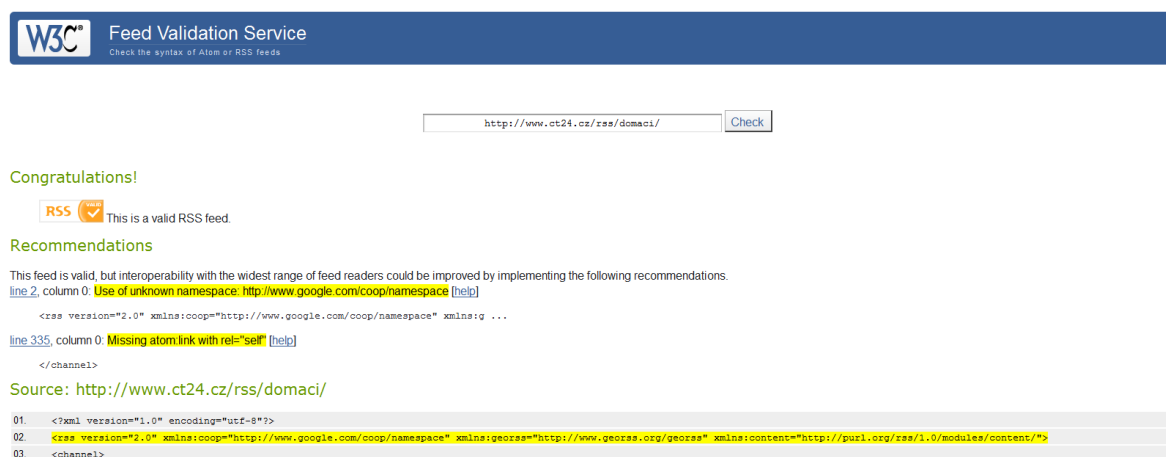 W3C®
Feed Validation Service
Check the syntax of Atom or RSS feeds
http://www.ct24.cz/rss/domaci/
Check
Congratulations!
RSS VALID This is a valid RSS feed.
Recommendations
This feed is valid, but interoperability with the widest range of feed readers could be improved by implementing the following recommendations.
line 2, column 0: Use of unknown namespace: http://www.google.com/coop/namespace [help]
<rss version="2.0" xmlns:coop="http://www.google.com/coop/namespace" xmlns:g ...
line 335, column 0: Missing atom:link with rel="self" [help]
</channel>
Source: http://www.ct24.cz/rss/domaci/
01. <?xml version="1.0" encoding="utf-8"?>
02. <rss version="2.0" xmlns:coop="http://www.google.com/coop/namespace" xmlns:georss="http://www.georss.org/georss" xmlns:content="http://purl.org/rss/1.0/modules/content/">
03. <channel>